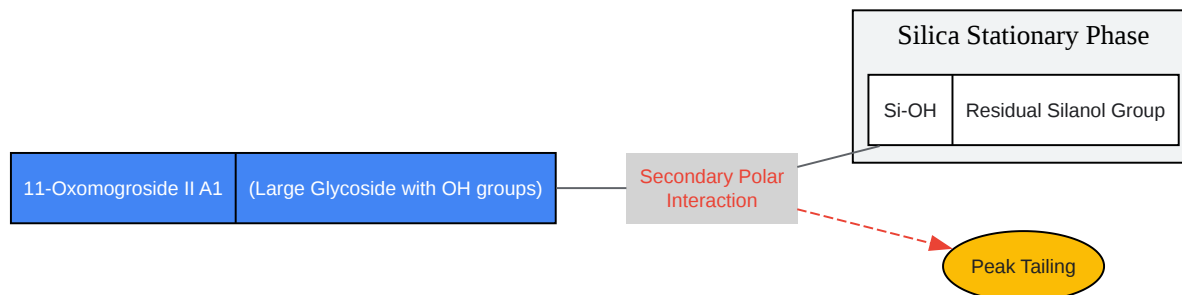 Silica Stationary Phase
Si-OH
Residual Silanol Group
11-Oxomogroside II A1
(Large Glycoside with OH groups)
Secondary Polar
Interaction
Peak Tailing